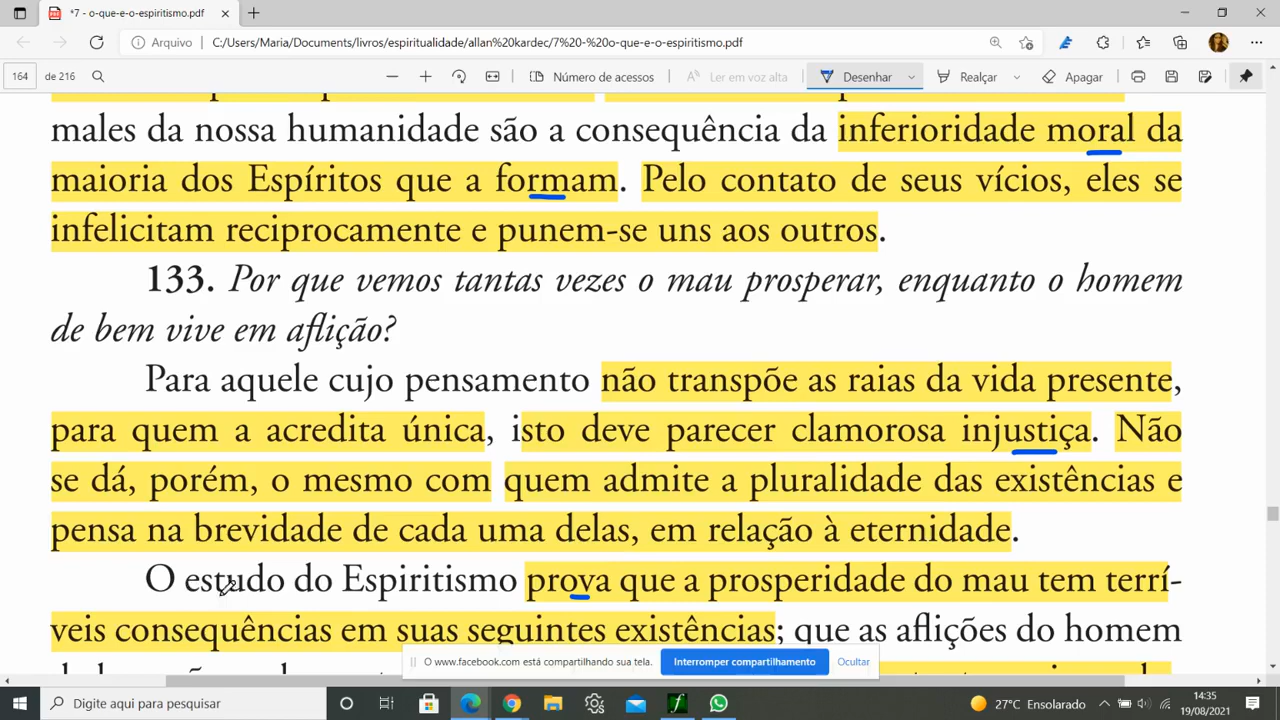 *7 - o-que-e-o-espiritismo.pdf
Arquivo C:/Users/Maria/Documents/livros/espiritualidade/allan%20kardec/7%20-%20o-que-e-o-espiritismo.pdf
164 de 216 Número de acessos Ler em voz alta Desenhar Realçar Apagar
males da nossa humanidade são a consequência da inferioridade moral da
maioria dos Espíritos que a formam. Pelo contato de seus vícios, eles se
infelicitam reciprocamente e punem-se uns aos outros.
133. Por que vemos tantas vezes o mau prosperar, enquanto o homem
de bem vive em aflição?
Para aquele cujo pensamento não transpõe as raias da vida presente,
para quem a acredita única, isto deve parecer clamorosa injustiça. Não
se dá, porém, o mesmo com quem admite a pluralidade das existências e
pensa na brevidade de cada uma delas, em relação à eternidade.
O estudo do Espiritismo prova que a prosperidade do mau tem terrí-
veis consequências em suas seguintes existências; que as aflições do homem
O www.facebook.com está compartilhando sua tela. Interromper compartilhamento Ocultar
Digite aqui para pesquisar 27°C Ensolarado 14:35
19/08/2021